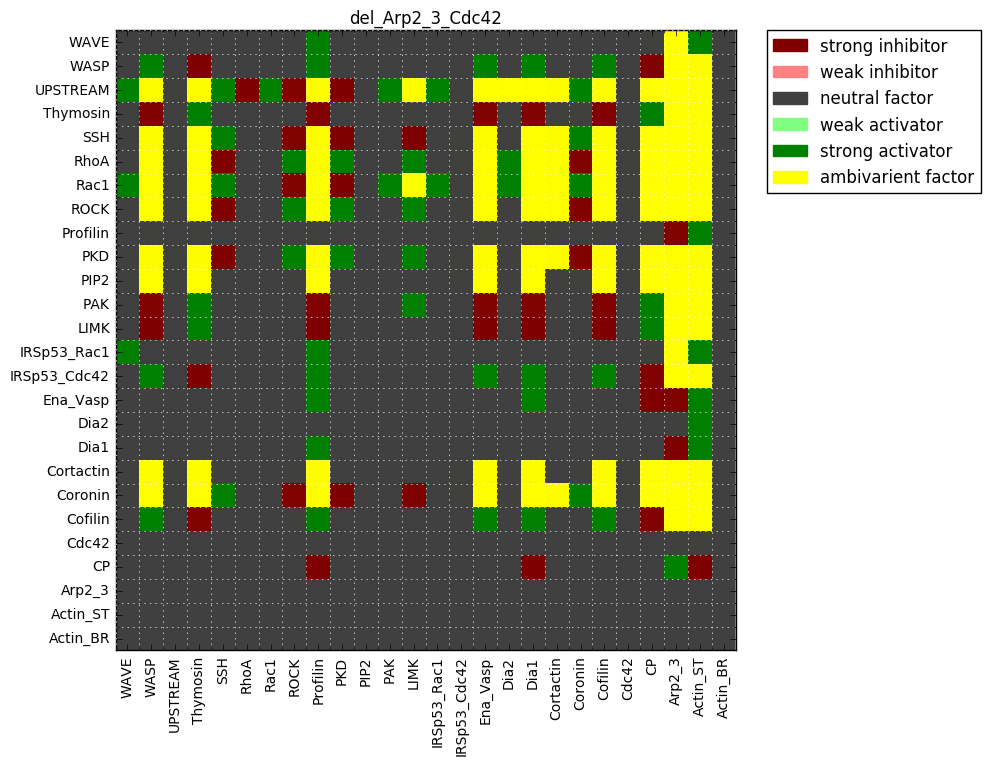 del_Arp2_3_Cdc42
WAVE
WASP
UPSTREAM
Thymosin
SSH
RhoA
Rac1
ROCK
Profilin
PKD
PIP2
PAK
LIMK
IRSp53_Rac1
IRSp53_Cdc42
Ena_Vasp
Dia2
Dia1
Cortactin
Coronin
Cofilin
Cdc42
CP
Arp2_3
Actin_ST
Actin_BR
WAVE
WASP
UPSTREAM
Thymosin
SSH
RhoA
Rac1
ROCK
Profilin
PKD
PIP2
PAK
LIMK
IRSp53_Rac1
IRSp53_Cdc42
Ena_Vasp
Dia2
Dia1
Cortactin
Coronin
Cofilin
Cdc42
CP
Arp2_3
Actin_ST
Actin_BR
strong inhibitor
weak inhibitor
neutral factor
weak activator
strong activator
ambivarient factor